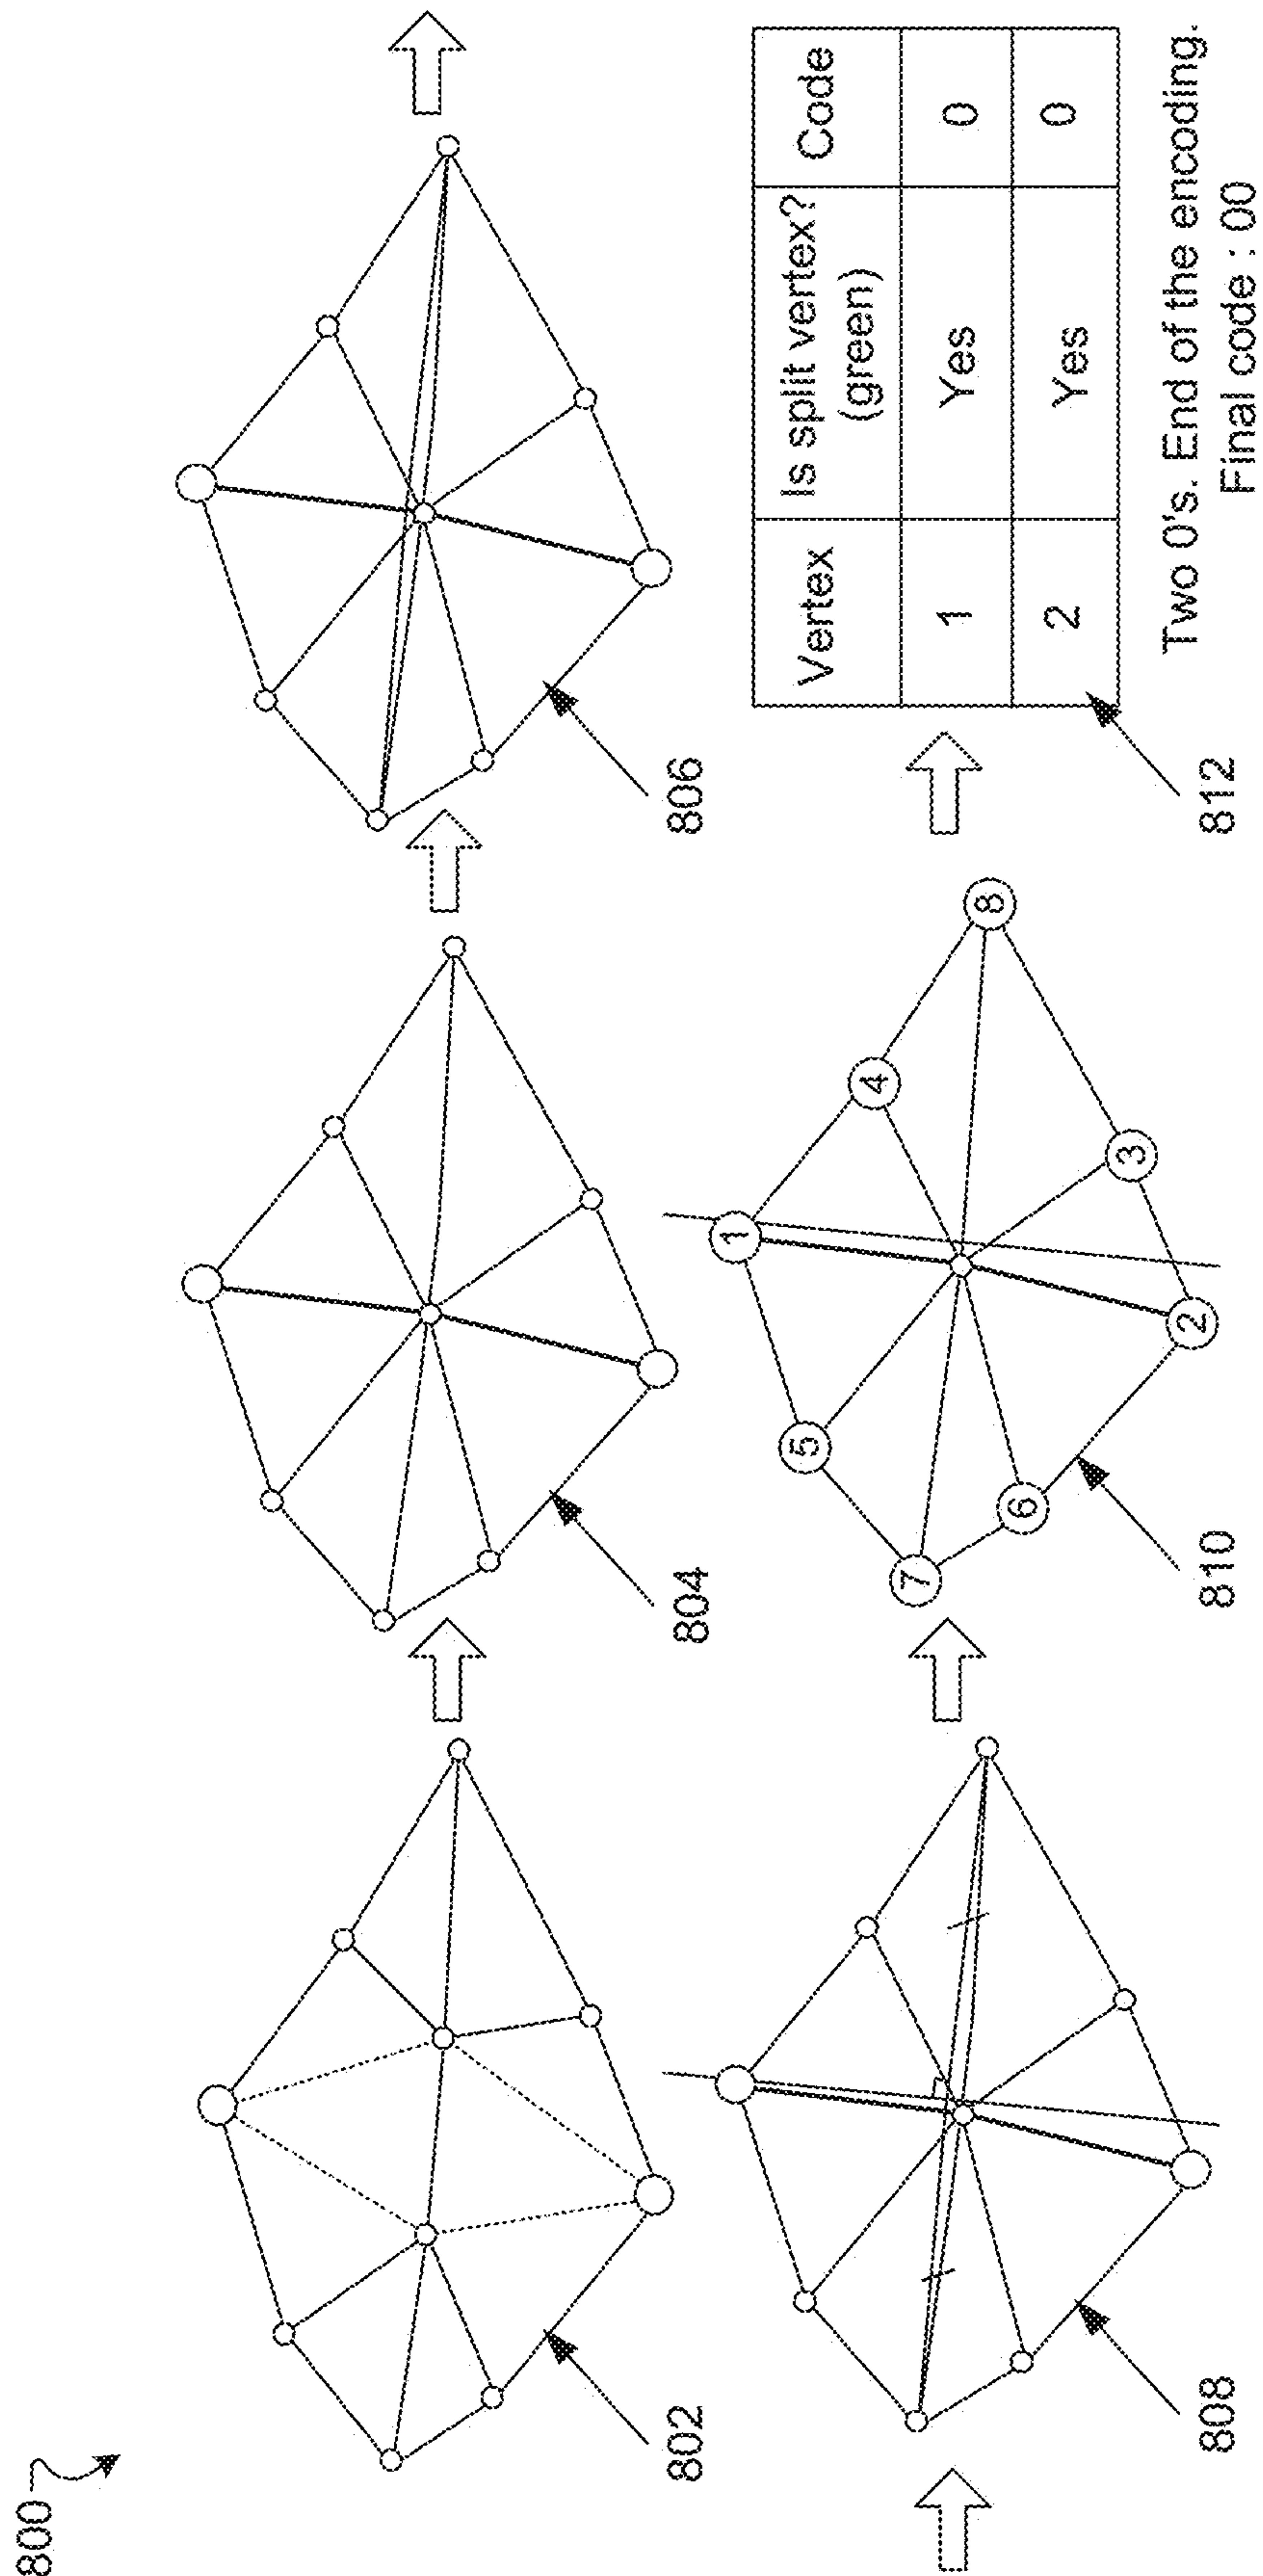 800
802
804
806
808
7
5
1
4
8
6
2
3
810
Vertex Is split vertex? Code
(green)
1 Yes 0
2 Yes 0
812
Two 0's. End of the encoding.
Final code : 00